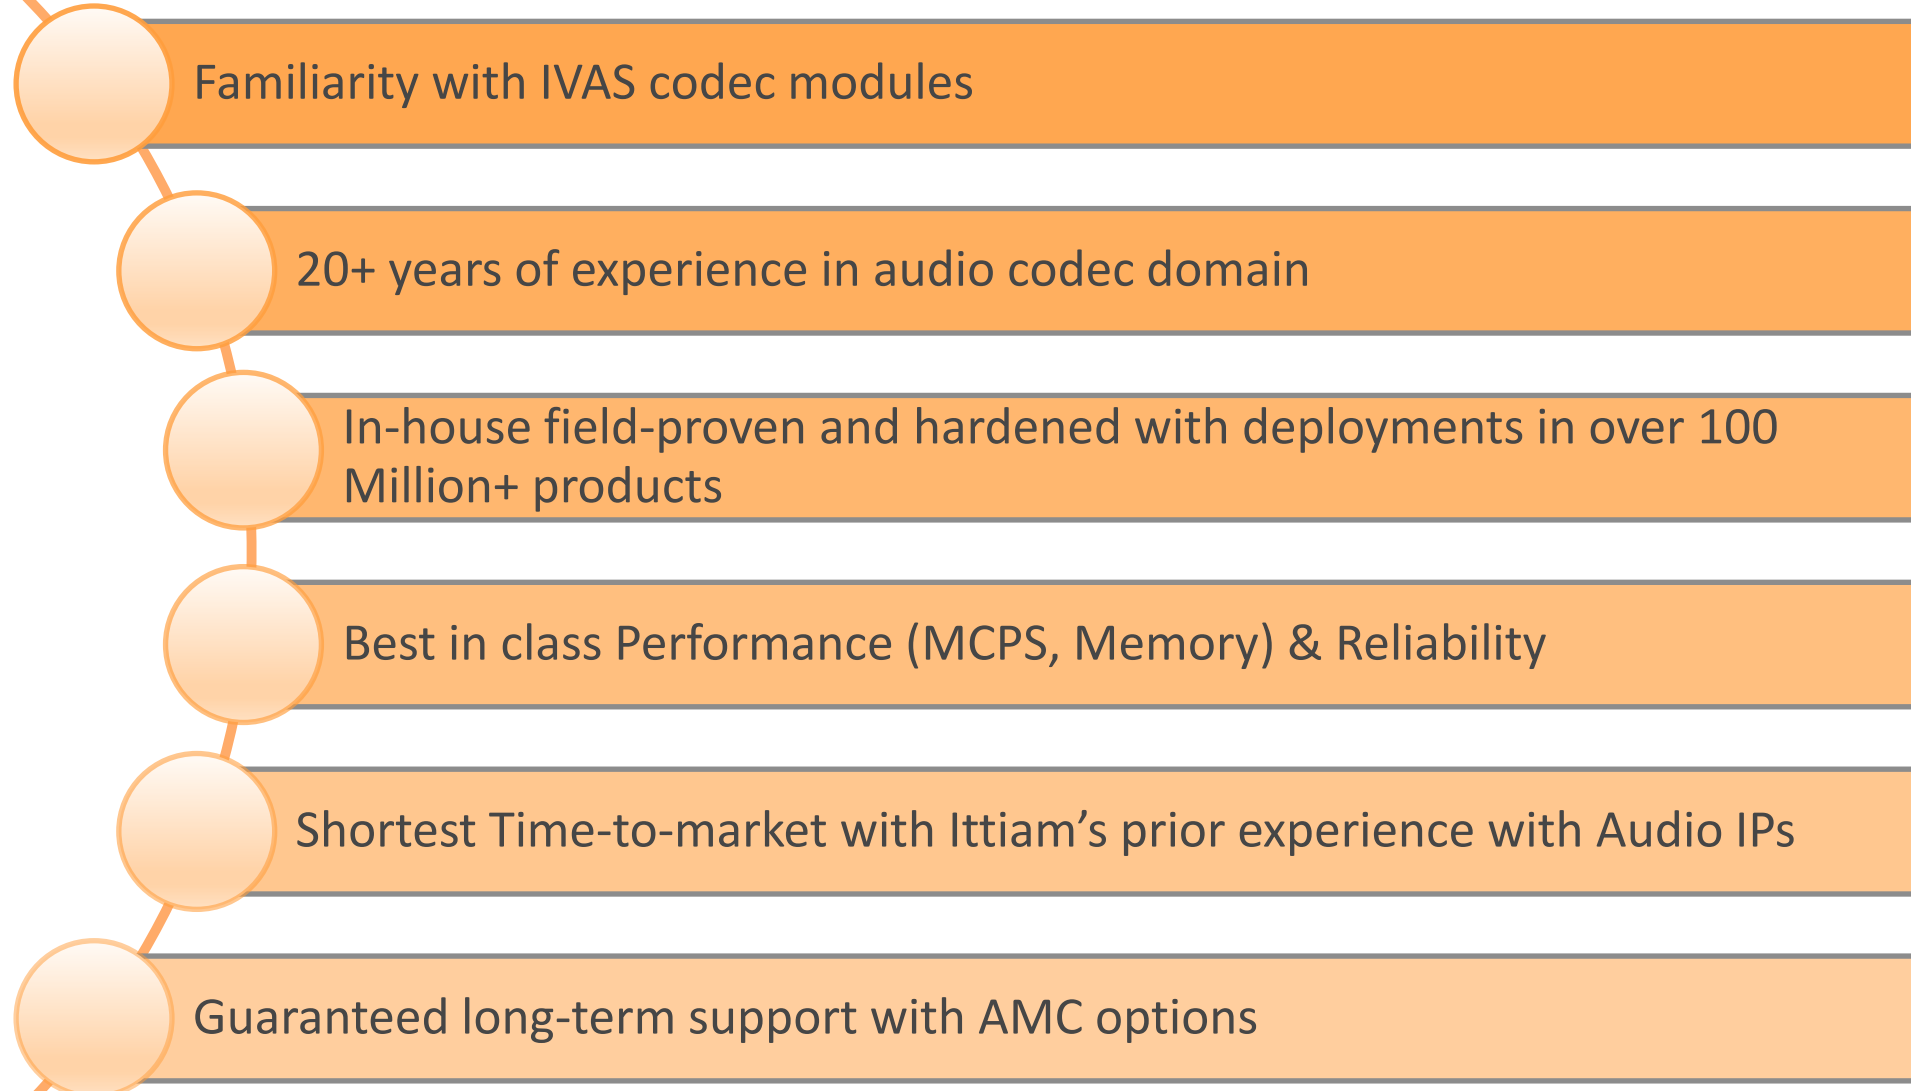 Familiarity with IVAS codec modules
20+ years of experience in audio codec domain
In-house field-proven and hardened with deployments in over 100
Million+ products
Best in class Performance (MCPS, Memory) & Reliability
Shortest Time-to-market with Ittiam’s prior experience with Audio IPs
Guaranteed long-term support with AMC options